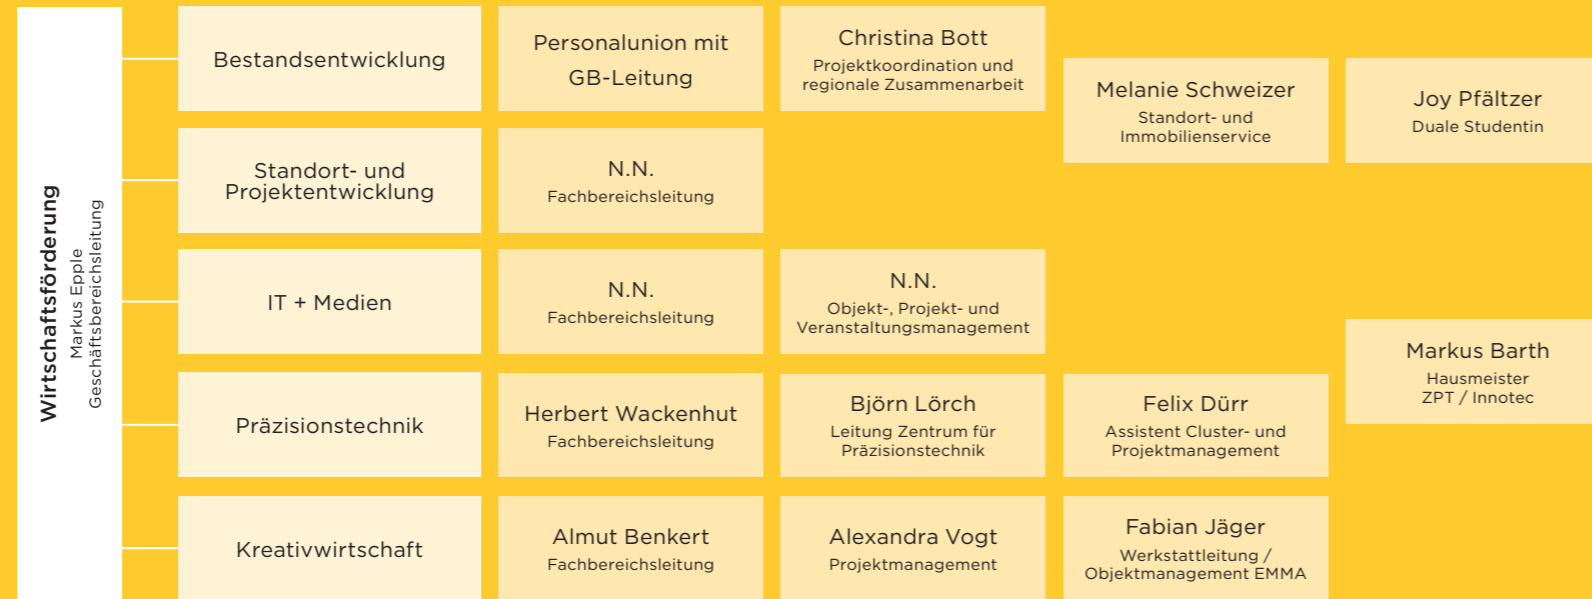 Wirtschaftsförderung
Markus Epple
Geschäftsbereichsleitung
Bestandsentwicklung
Personalunion mit
GB-Leitung
Christina Bott
Projektkoordination und
regionale Zusammenarbeit
Melanie Schweizer
Standort- und
Immobilienservice
Joy Pfältzer
Duale Studentin
Standort- und
Projektentwicklung
N.N.
Fachbereichsleitung
IT + Medien
N.N.
Fachbereichsleitung
N.N.
Objekt-, Projekt- und
Veranstaltungsmanagement
Markus Barth
Hausmeister
ZPT / Innotec
Präzisionstechnik
Herbert Wackenhut
Fachbereichsleitung
Björn Lörch
Leitung Zentrum für
Präzisionstechnik
Felix Dürr
Assistent Cluster- und
Projektmanagement
Kreativwirtschaft
Almut Benkert
Fachbereichsleitung
Alexandra Vogt
Projektmanagement
Fabian Jäger
Werkstattleitung /
Objektmanagement EMMA